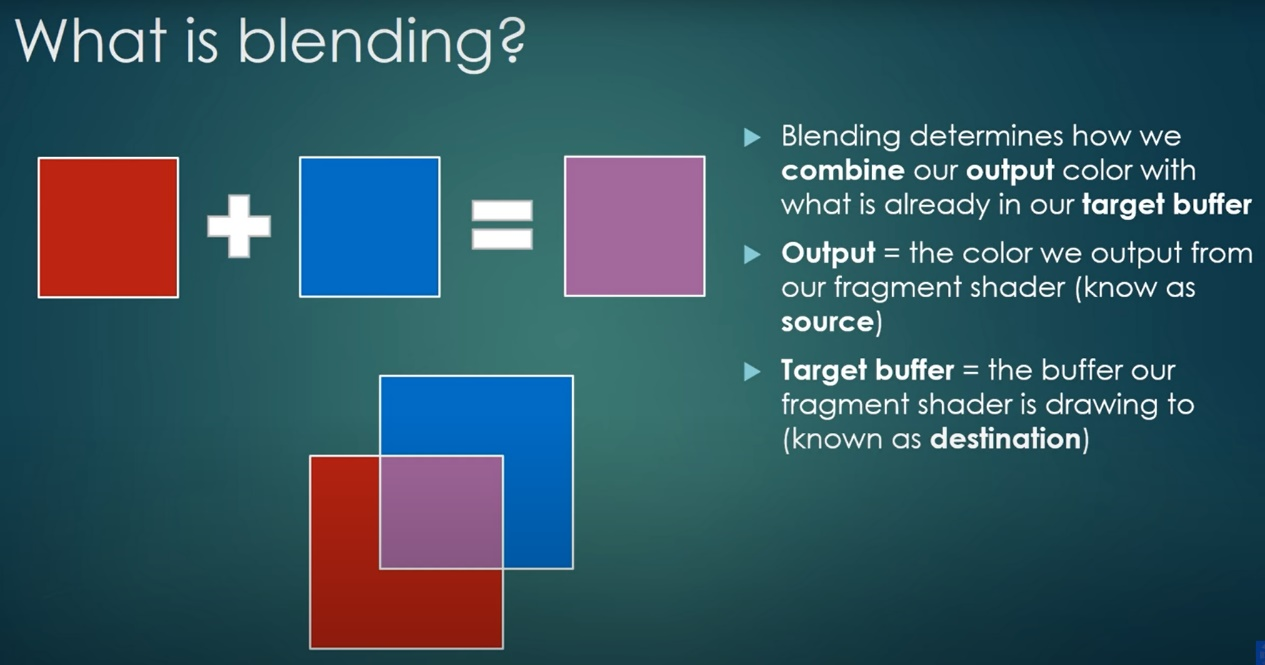 What is blending?
Blending determines how we
combine our output color with
what is already in our target buffer
Output = the color we output from
our fragment shader (know as
source)
Target buffer = the buffer our
fragment shader is drawing to
(known as destination)